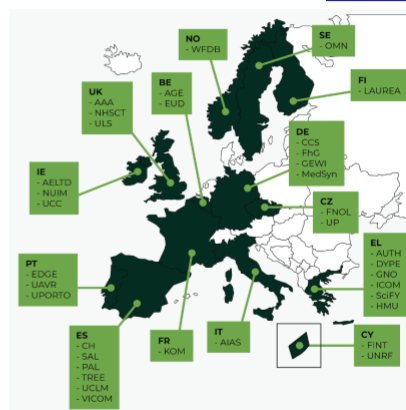 NO
- WFDB
SE
- OMN
FI
- LAUREA
BE
- AGE
- EUD
UK
- AAA
- NHSCT
- ULS
DE
- CCS
- FhG
- GEWI
- MedSyn
IE
- AELTD
- NUIM
- UCC
CZ
- FNOL
- UP
EL
- AUTH
- DYPE
- GNO
- ICOM
- SciFY
- HMU
PT
- EDGE
- UAVR
- UPORTO
ES
- CH
- SAL
- PAL
- TREE
- UCLM
- VICOM
FR
- KOM
IT
- AIAS
CY
- FINT
- UNRF